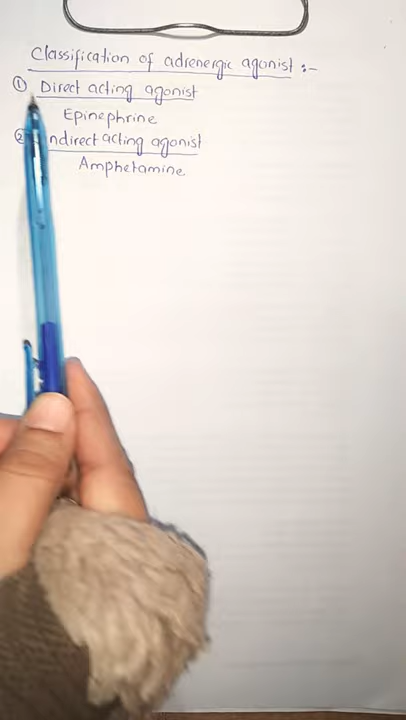 Classification of adrenergic agonist :-
① Direct acting agonist
Epinephrine
② Indirect acting agonist
Amphetamine